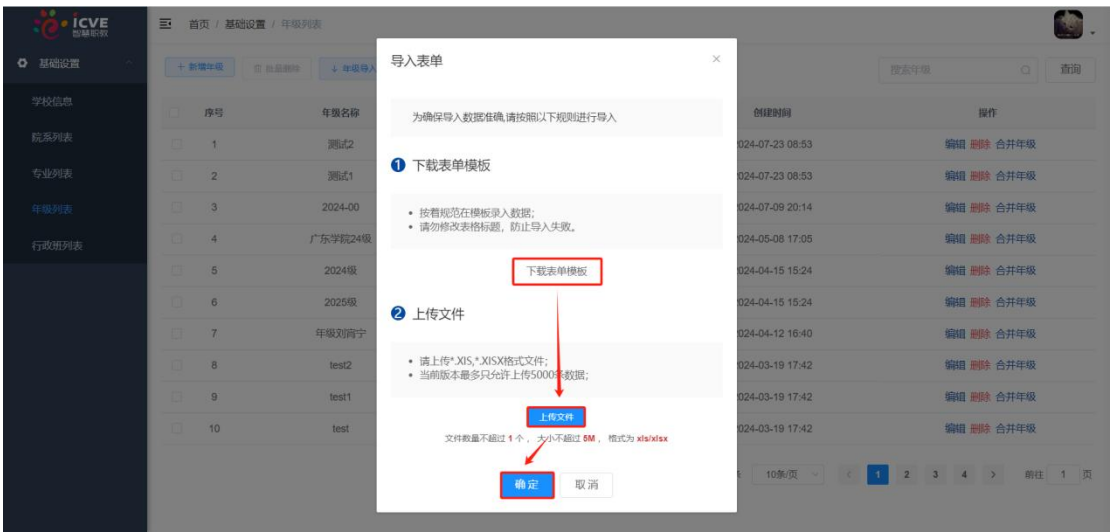 icve
智慧职教
首页 / 基础设置 / 年级列表
基础设置
学校信息
院系列表
专业列表
年级列表
行政班列表
+ 新增年级 批量删除 年级导入
搜索年级 查询
序号 年级名称 创建时间 操作
1 测试2 024-07-23 08:53 编辑 删除 合并年级
2 测试1 024-07-23 08:53 编辑 删除 合并年级
3 2024-00 024-07-09 20:14 编辑 删除 合并年级
4 广东学院24级 024-05-08 17:05 编辑 删除 合并年级
5 2024级 024-04-15 15:24 编辑 删除 合并年级
6 2025级 024-04-15 15:24 编辑 删除 合并年级
7 年级刘宵宁 024-04-12 16:40 编辑 删除 合并年级
8 test2 024-03-19 17:42 编辑 删除 合并年级
9 test1 024-03-19 17:42 编辑 删除 合并年级
10 test 024-03-19 17:42 编辑 删除 合并年级
10条/页 < 1 2 3 4 > 前往 1 页
导入表单 ×
为确保导入数据准确,请按照以下规则进行导入
1 下载表单模板
• 按着规范在模板录入数据;
• 请勿修改表格标题，防止导入失败。
下载表单模板
2 上传文件
• 请上传*.XIS,*.XISX格式文件;
• 当前版本最多只允许上传5000条数据;
上传文件
文件数量不超过 1 个， 大小不超过 5M ， 格式为 xls/xlsx
确定 取消